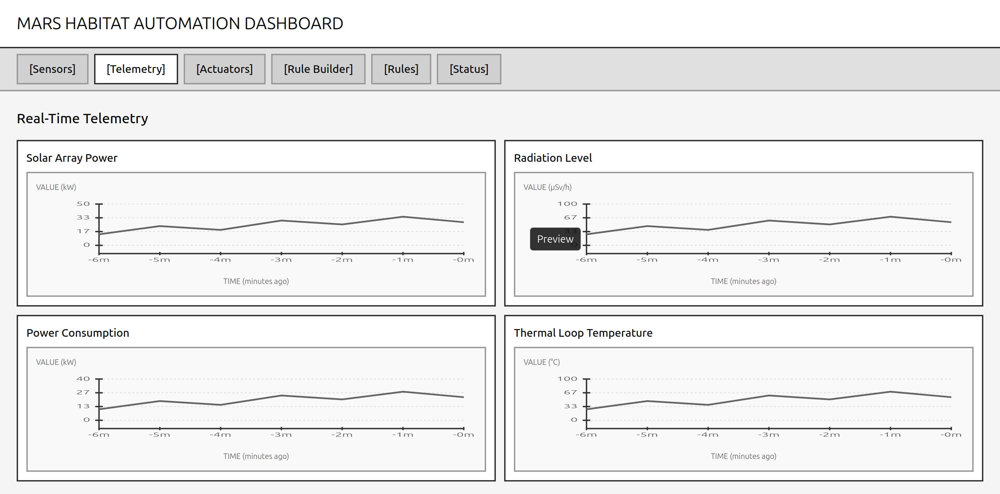 MARS HABITAT AUTOMATION DASHBOARD
[Sensors] [Telemetry] [Actuators] [Rule Builder] [Rules] [Status]
Real-Time Telemetry
Solar Array Power
VALUE (kW)
50
33
17
0
-6m -5m -4m -3m -2m -1m -0m
TIME (minutes ago)
Radiation Level
VALUE (µSv/h)
100
67
33
Preview
0
-6m -5m -4m -3m -2m -1m -0m
TIME (minutes ago)
Power Consumption
VALUE (kW)
40
27
13
0
-6m -5m -4m -3m -2m -1m -0m
TIME (minutes ago)
Thermal Loop Temperature
VALUE (°C)
100
67
33
0
-6m -5m -4m -3m -2m -1m -0m
TIME (minutes ago)